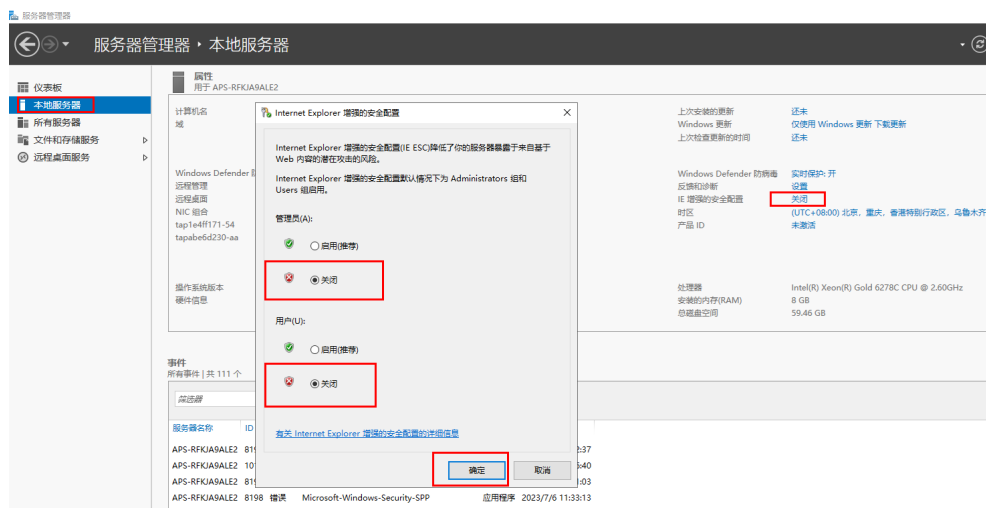 服务器管理器
服务器管理器 ‣ 本地服务器
仪表板
本地服务器
所有服务器
文件和存储服务
远程桌面服务
属性
用于 APS-RFKJA9ALE2
计算机名
域
Windows Defender
远程管理
远程桌面
NIC 组合
tap1e4ff171-54
tapabe6d230-aa
操作系统版本
硬件信息
Internet Explorer 增强的安全配置
Internet Explorer 增强的安全配置(IE ESC)降低了你的服务器暴露于来自基于
Web 内容的潜在攻击的风险。
Internet Explorer 增强的安全配置默认情况下为 Administrators 组和
Users 组启用。
管理员(A):
启用(推荐)
关闭
用户(U):
启用(推荐)
关闭
有关 Internet Explorer 增强的安全配置的详细信息
确定
取消
上次安装的更新 还未
Windows 更新 仅使用 Windows 更新 下载更新
上次检查更新的时间 还未
Windows Defender 防病毒 实时保护: 开
反馈和诊断 设置
IE 增强的安全配置 关闭
时区 (UTC+08:00) 北京，重庆，香港特别行政区，乌鲁木齐
产品 ID 未激活
处理器 Intel(R) Xeon(R) Gold 6278C CPU @ 2.60GHz
安装的内存(RAM) 8 GB
总磁盘空间 59.46 GB
事件
所有事件 | 共 111 个
筛选器
服务器名称 ID
APS-RFKJA9ALE2 819 2:37
APS-RFKJA9ALE2 10 5:40
APS-RFKJA9ALE2 819 1:03
APS-RFKJA9ALE2 8198 错误 Microsoft-Windows-Security-SPP 应用程序 2023/7/6 11:33:13